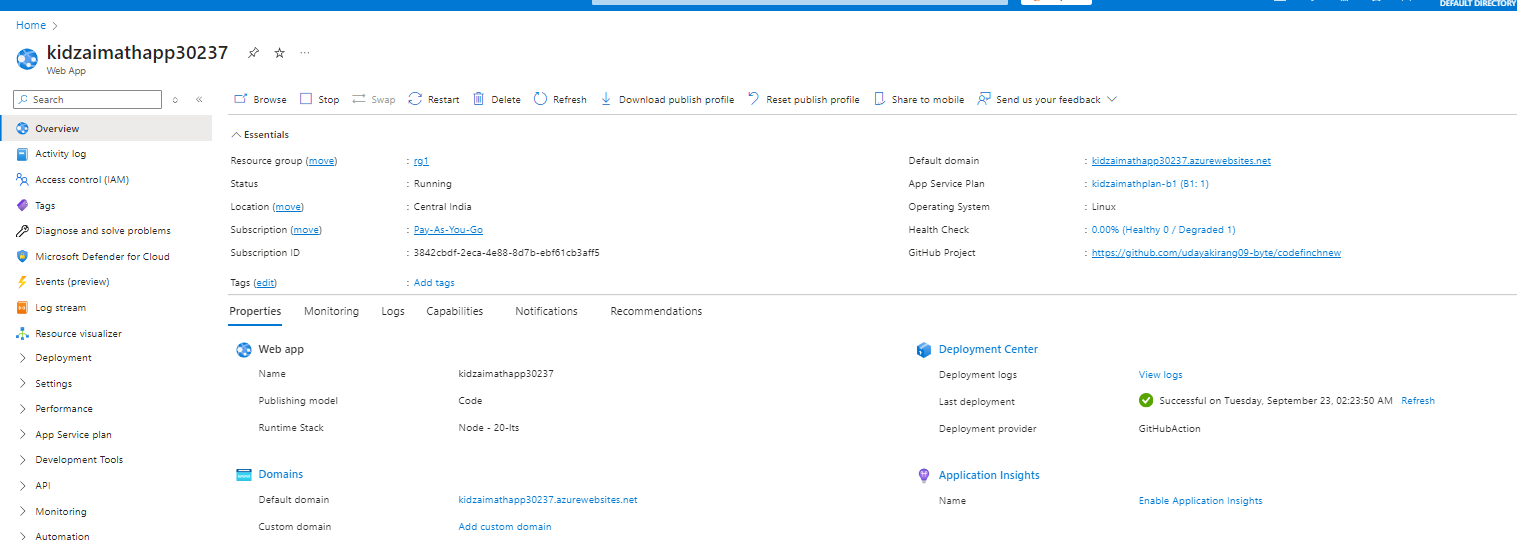 DEFAULT DIRECTORY
Home
kidzaimathapp30237
Web App
Search
Browse Stop Swap Restart Delete Refresh Download publish profile Reset publish profile Share to mobile Send us your feedback
Overview
Activity log
Access control (IAM)
Tags
Diagnose and solve problems
Microsoft Defender for Cloud
Events (preview)
Log stream
Resource visualizer
Deployment
Settings
Performance
App Service plan
Development Tools
API
Monitoring
Automation
Essentials
Resource group (move) : rg1
Status : Running
Location (move) : Central India
Subscription (move) : Pay-As-You-Go
Subscription ID : 3842cbdf-2eca-4e88-8d7b-ebf61cb3aff5
Tags (edit) : Add tags
Default domain : kidzaimathapp30237.azurewebsites.net
App Service Plan : kidzaimathplan-b1 (B1: 1)
Operating System : Linux
Health Check : 0.00% (Healthy 0 / Degraded 1)
GitHub Project : https://github.com/udayakirang09-byte/codefinchnew
Properties Monitoring Logs Capabilities Notifications Recommendations
Web app
Name kidzaimathapp30237
Publishing model Code
Runtime Stack Node - 20-lts
Domains
Default domain kidzaimathapp30237.azurewebsites.net
Custom domain Add custom domain
Deployment Center
Deployment logs View logs
Last deployment Successful on Tuesday, September 23, 02:23:50 AM Refresh
Deployment provider GitHubAction
Application Insights
Name Enable Application Insights